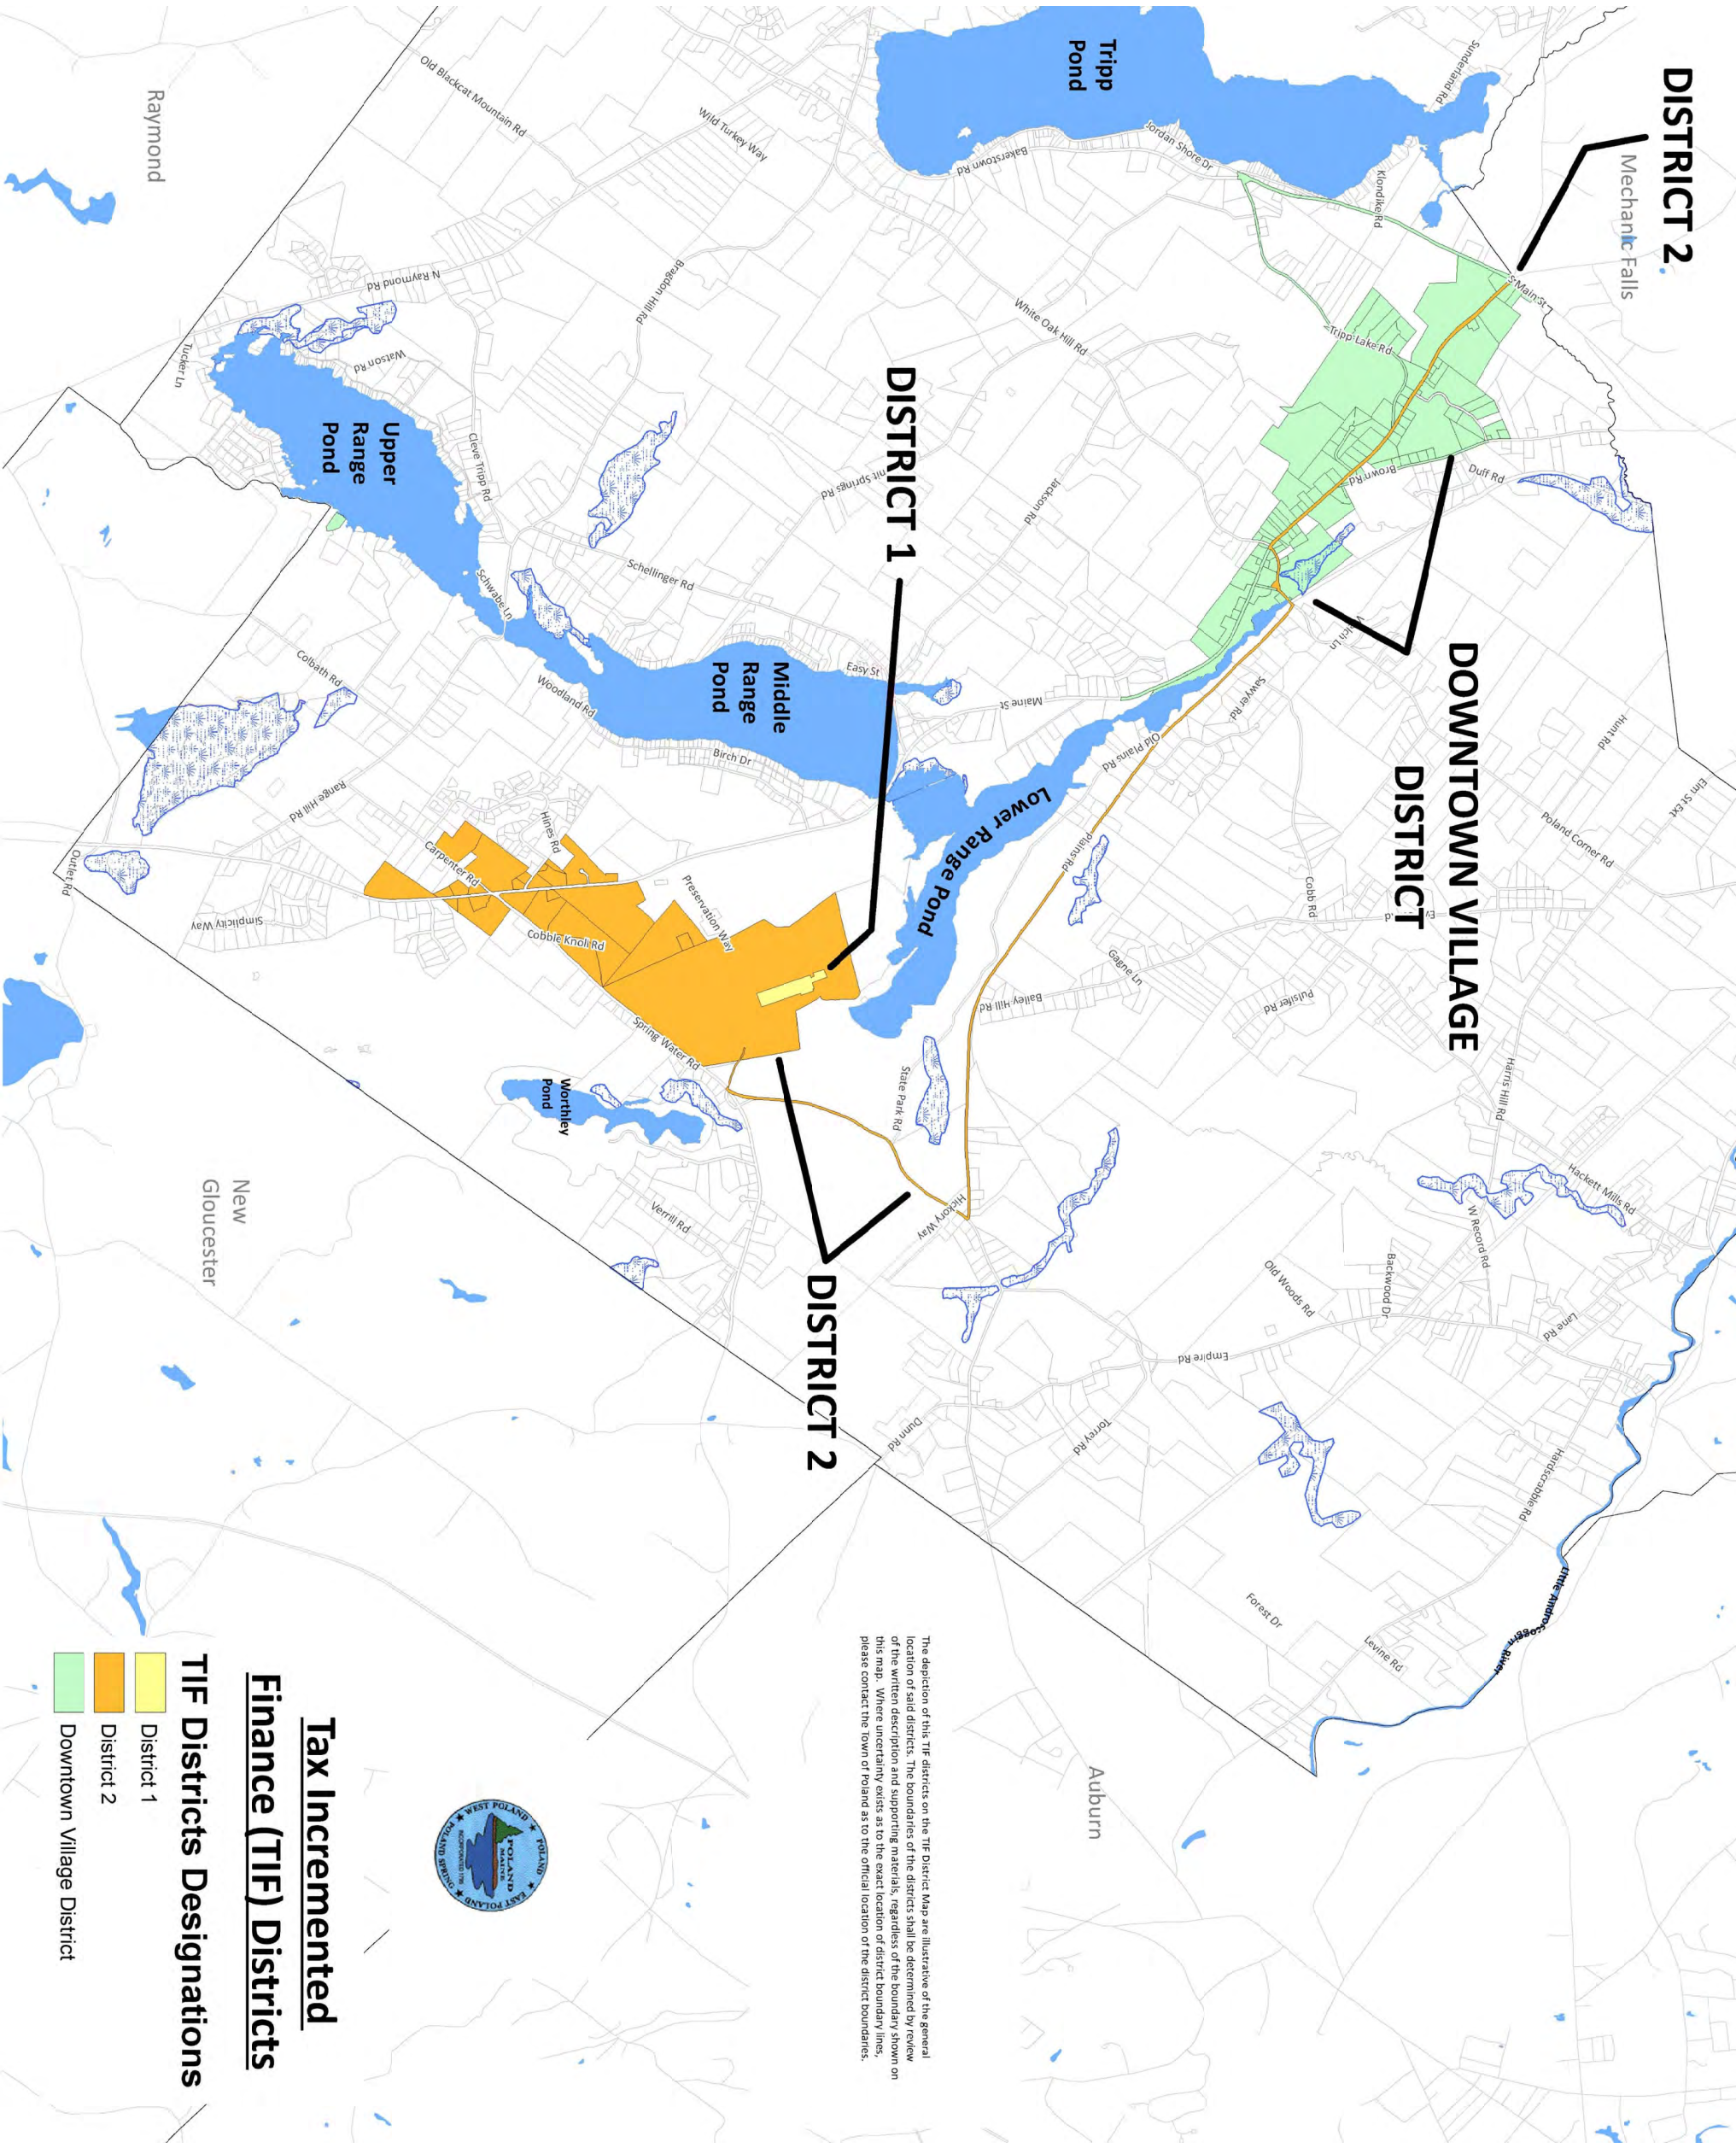 DISTRICT 2
Mechanic Falls
S Main St
Sunderland Rd
Tripp
Pond
Jordan Shore Dr
Bakerstown Rd
Klondike Rd
Tripp Lake Rd
Brown Rd
Duff Rd
DOWNTOWN VILLAGE
DISTRICT
Old Blackcat Mountain Rd
Wild Turkey Way
Raymond
N Raymond Rd
Bragdon Hill Rd
White Oak Hill Rd
Tucker Ln
Watson Rd
Upper
Range
Pond
Cleve Tripp Rd
DISTRICT 1
Jackson Rd
Schellinger Rd
Schwabe Ln
Easy St
Maine St
Middle
Range
Pond
Woodland Rd
Birch Dr
Colbath Rd
Range Hill Rd
Hines Rd
Carpenter Rd
Outlet Rd
Simplicity Way
Cobble Knoll Rd
Preservation Way
Spring Water Rd
Lower Range Pond
Old Plains Rd
Sawyer Rd
Plains Rd
Hunt Rd
Elm St Ext
Poland Corner Rd
Cobb Rd
Gagne Ln
Bailey Hill Rd
Pulsifer Rd
Harris Hill Rd
State Park Rd
Worthley
Pond
Verrill Rd
Hickory Way
DISTRICT 2
Hackett Mills Rd
W Record Rd
Backwood Dr
Old Woods Rd
Lane Rd
Empire Rd
Torrey Rd
Dunn Rd
Hardscrabble Rd
Forest Dr
Levine Rd
Little Androscoggin River
New
Gloucester
Auburn
The depiction of this TIF districts on the TIF District Map are illustrative of the general
location of said districts. The boundaries of the districts shall be determined by review
of the written description and supporting materials, regardless of the boundary shown on
this map. Where uncertainty exists as to the exact location of district boundary lines,
please contact the Town of Poland as to the official location of the district boundaries.
POLAND
WEST POLAND
EAST POLAND
POLAND SPRING
POLAND
MAINE
Tax Incremented
Finance (TIF) Districts
TIF Districts Designations
District 1
District 2
Downtown Village District